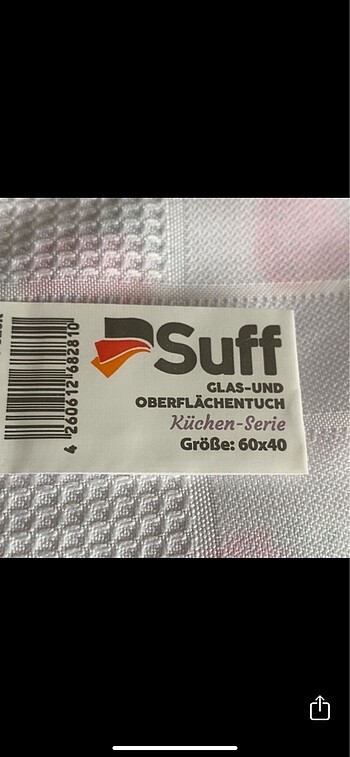 Suff
GLAS-UND
OBERFLÄCHENTUCH
Küchen-Serie
Größe: 60x40
4 260612 682810